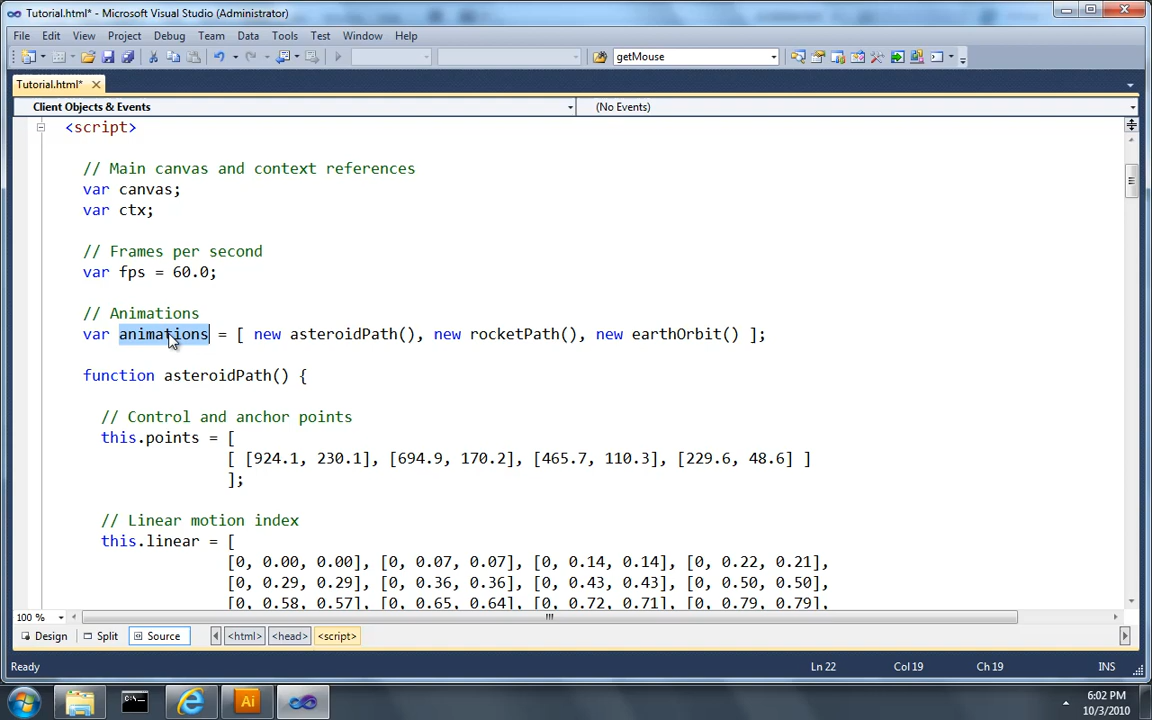 Tutorial.html* - Microsoft Visual Studio (Administrator)
File Edit View Project Debug Team Data Tools Test Window Help
getMouse
Tutorial.html*
Client Objects & Events (No Events)
<script>
// Main canvas and context references
var canvas;
var ctx;
// Frames per second
var fps = 60.0;
// Animations
var animations = [ new asteroidPath(), new rocketPath(), new earthOrbit() ];
function asteroidPath() {
// Control and anchor points
this.points = [
[ [924.1, 230.1], [694.9, 170.2], [465.7, 110.3], [229.6, 48.6] ]
];
// Linear motion index
this.linear = [
[0, 0.00, 0.00], [0, 0.07, 0.07], [0, 0.14, 0.14], [0, 0.22, 0.21],
[0, 0.29, 0.29], [0, 0.36, 0.36], [0, 0.43, 0.43], [0, 0.50, 0.50],
[0, 0.58, 0.57], [0, 0.65, 0.64], [0, 0.72, 0.71], [0, 0.79, 0.79],
100 %
Design Split Source <html> <head> <script>
Ready Ln 22 Col 19 Ch 19 INS
Ai
6:02 PM
10/3/2010